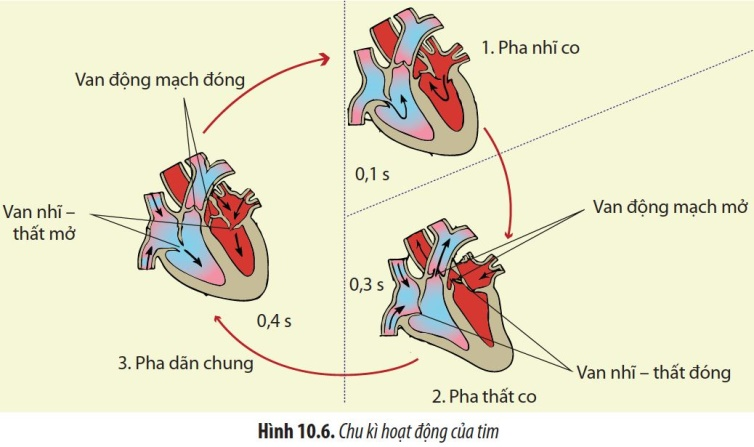 1. Pha nhĩ co
Van động mạch đóng
0,1 s
Van nhĩ –
thất mở
Van động mạch mở
0,3 s
0,4 s
3. Pha dãn chung
Van nhĩ – thất đóng
2. Pha thất co
Hình 10.6. Chu kì hoạt động của tim